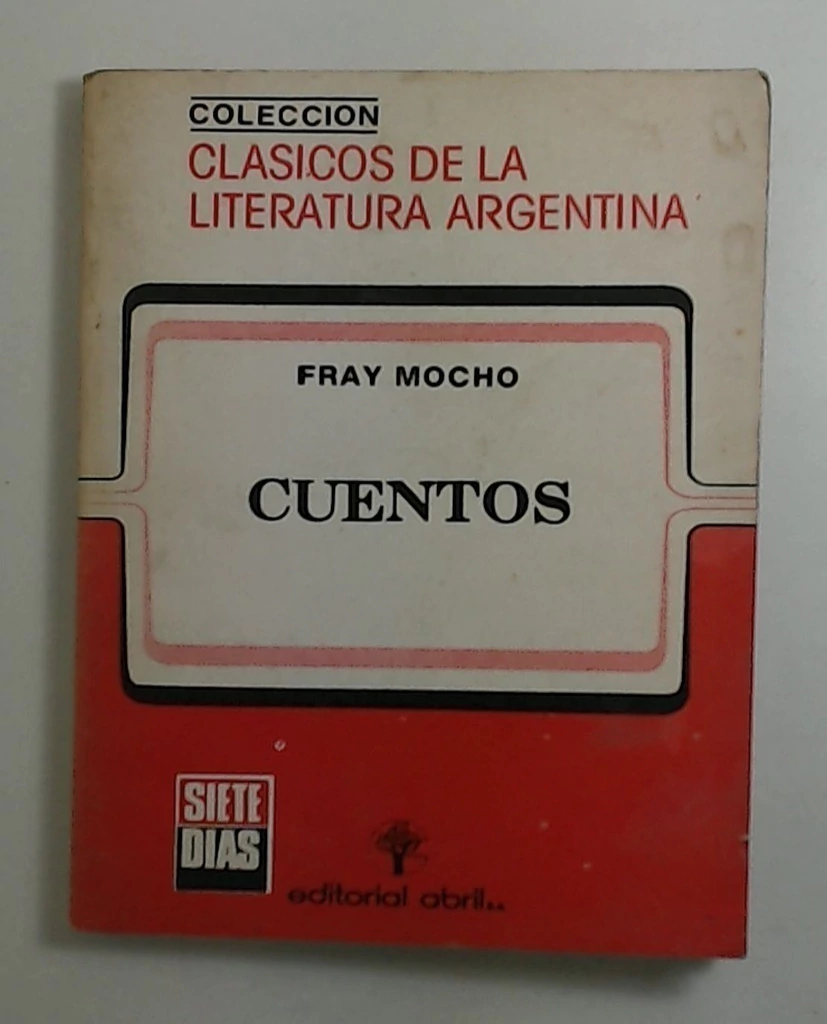 COLECCION
CLASICOS DE LA
LITERATURA ARGENTINA
FRAY MOCHO
CUENTOS
SIETE
DIAS
editorial abril s.a.